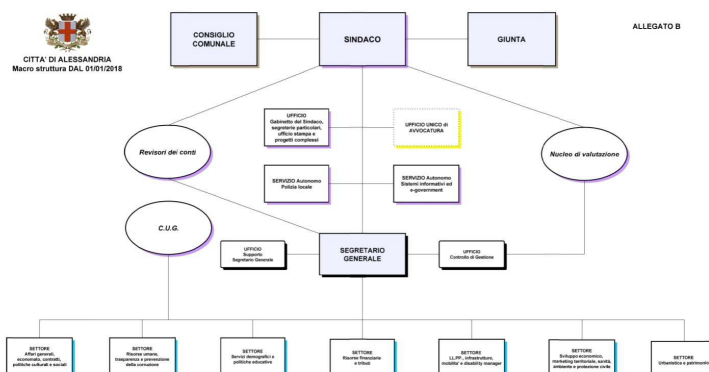 CITTA' DI ALESSANDRIA
Macro struttura DAL 01/01/2018
CONSIGLIO
COMUNALE
SINDACO
GIUNTA
ALLEGATO B
UFFICIO
Gabinetto del Sindaco,
segreterie particolari,
ufficio stampa e
progetti complessi
UFFICIO UNICO di
AVVOCATURA
Revisori dei conti
Nucleo di valutazione
SERVIZIO Autonomo
Polizia locale
SERVIZIO Autonomo
Sistemi informativi ed
e-government
C.U.G.
UFFICIO
Supporto
Segretario Generale
SEGRETARIO
GENERALE
UFFICIO
Controllo di Gestione
SETTORE
Affari generali,
economato, contratti,
politiche culturali e sociali
SETTORE
Risorse umane,
trasparenza e prevenzione
della corruzione
SETTORE
Servizi demografici e
politiche educative
SETTORE
Risorse finanziarie
e tributi
SETTORE
LL.PP., infrastrutture,
mobilita' e disability manager
SETTORE
Sviluppo economico,
marketing territoriale, sanità,
ambiente e protezione civile
SETTORE
Urbanistica e patrimonio